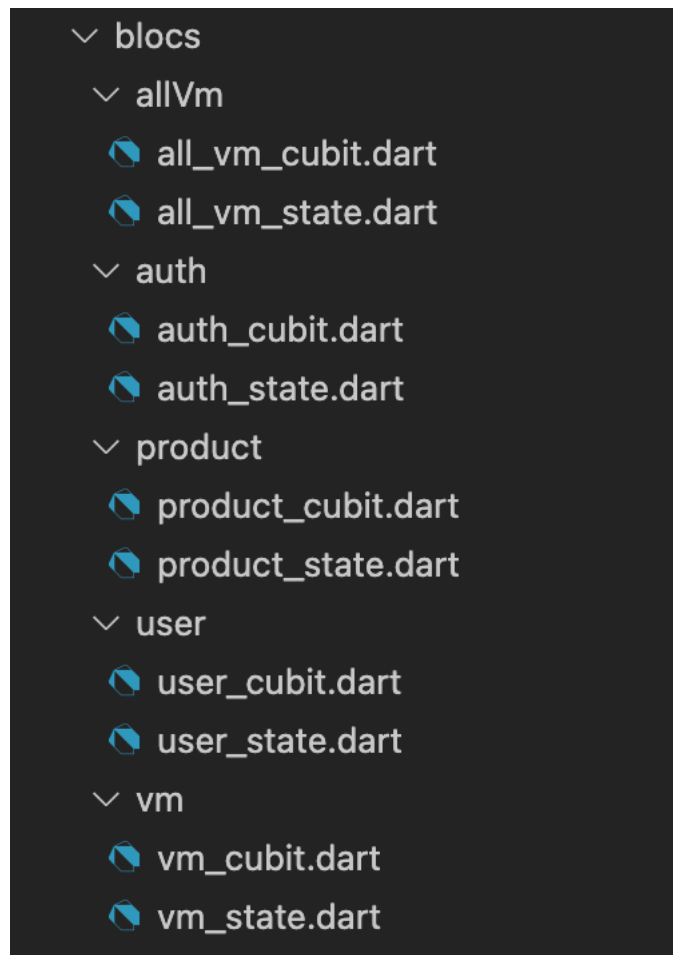 blocs
allVm
all_vm_cubit.dart
all_vm_state.dart
auth
auth_cubit.dart
auth_state.dart
product
product_cubit.dart
product_state.dart
user
user_cubit.dart
user_state.dart
vm
vm_cubit.dart
vm_state.dart